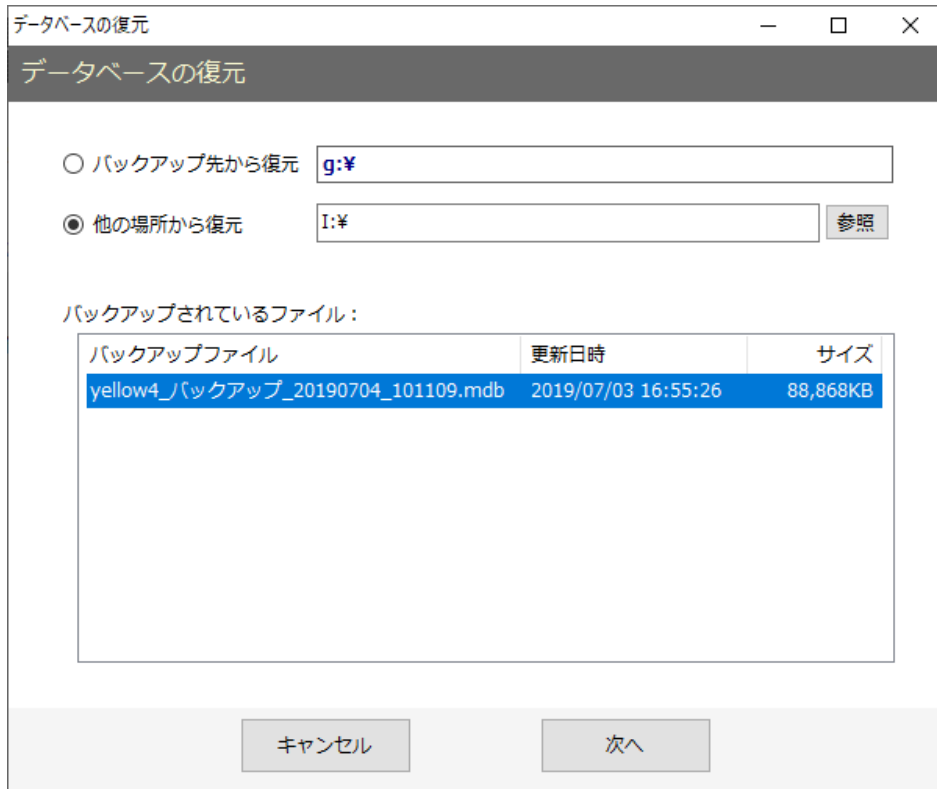 データベースの復元
データベースの復元
バックアップ先から復元 g:¥
他の場所から復元 I:¥ 参照
バックアップされているファイル：
バックアップファイル 更新日時 サイズ
yellow4_バックアップ_20190704_101109.mdb 2019/07/03 16:55:26 88,868KB
キャンセル 次へ